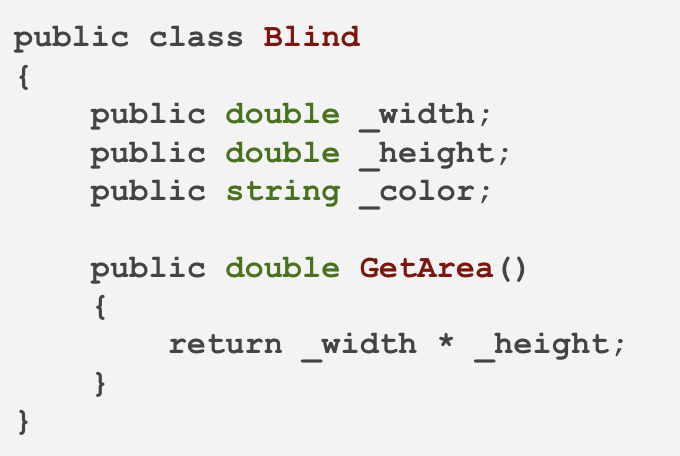 public class Blind
{
    public double _width;
    public double _height;
    public string _color;

    public double GetArea()
    {
        return _width * _height;
    }
}